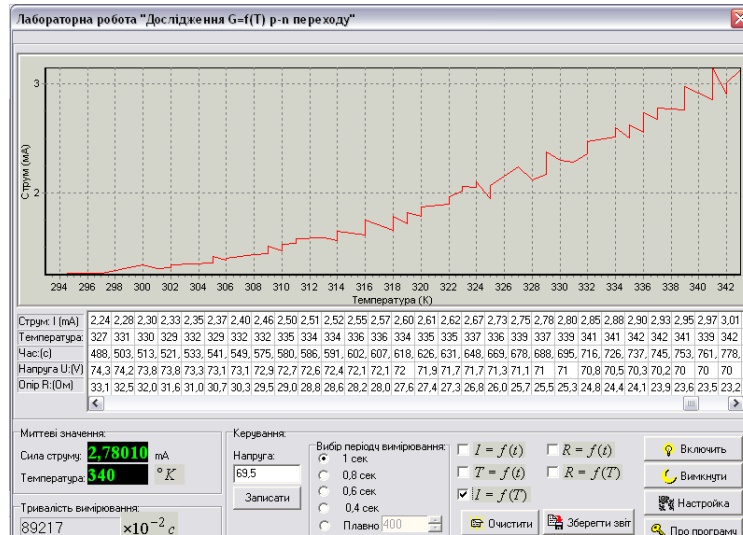 Лабораторна робота "Дослідження G=f(T) p-n переходу"
3
2
Струм (мА)
294 296 298 300 302 304 306 308 310 312 314 316 318 320 322 324 326 328 330 332 334 336 338 340 342
Температура (К)
Струм: I (mA) 2,24 2,28 2,30 2,33 2,35 2,37 2,40 2,46 2,50 2,51 2,52 2,55 2,57 2,60 2,61 2,62 2,67 2,73 2,75 2,78 2,80 2,85 2,88 2,90 2,93 2,95 2,97 3,01
Температура: 327 331 330 329 332 329 332 332 335 334 334 336 336 334 335 334 336 337 339 337 339 341 341 342 342 341 339 342
Час:(с) 488, 503, 513, 521, 533, 541, 549, 575, 580, 586, 591, 602, 607, 618, 626, 631, 648, 669, 678, 688, 695, 716, 726, 737, 745, 753, 761, 778,
Напруга U:(V) 74,3 74,2 73,8 73,8 73,3 73,1 73,1 72,9 72,7 72,6 72,4 72,1 72,1 72 71,9 71,7 71,7 71,3 71,1 71 71 70,8 70,5 70,3 70,2 70 70 70
Опір R:(Ом) 33,1 32,5 32,0 31,6 31,0 30,7 30,3 29,5 29,0 28,8 28,6 28,2 28,0 27,6 27,4 27,3 26,8 26,0 25,7 25,5 25,3 24,8 24,4 24,1 23,9 23,6 23,5 23,2
Миттеві значення:
Сила струму: 2,78010 mA
Температура: 340 °K
Тривалість вимірювання:
89217 ×10⁻² c
Керування:
Напруга:
69,5
Записати
Вибір періоду вимірювання:
1 сек
0,8 сек
0,6 сек
0,4 сек
Плавно 400
I = f(t)
R = f(t)
T = f(t)
R = f(T)
I = f(T)
Очистити
Зберегти звіт
Включить
Вимкнути
Настройка
Про програму